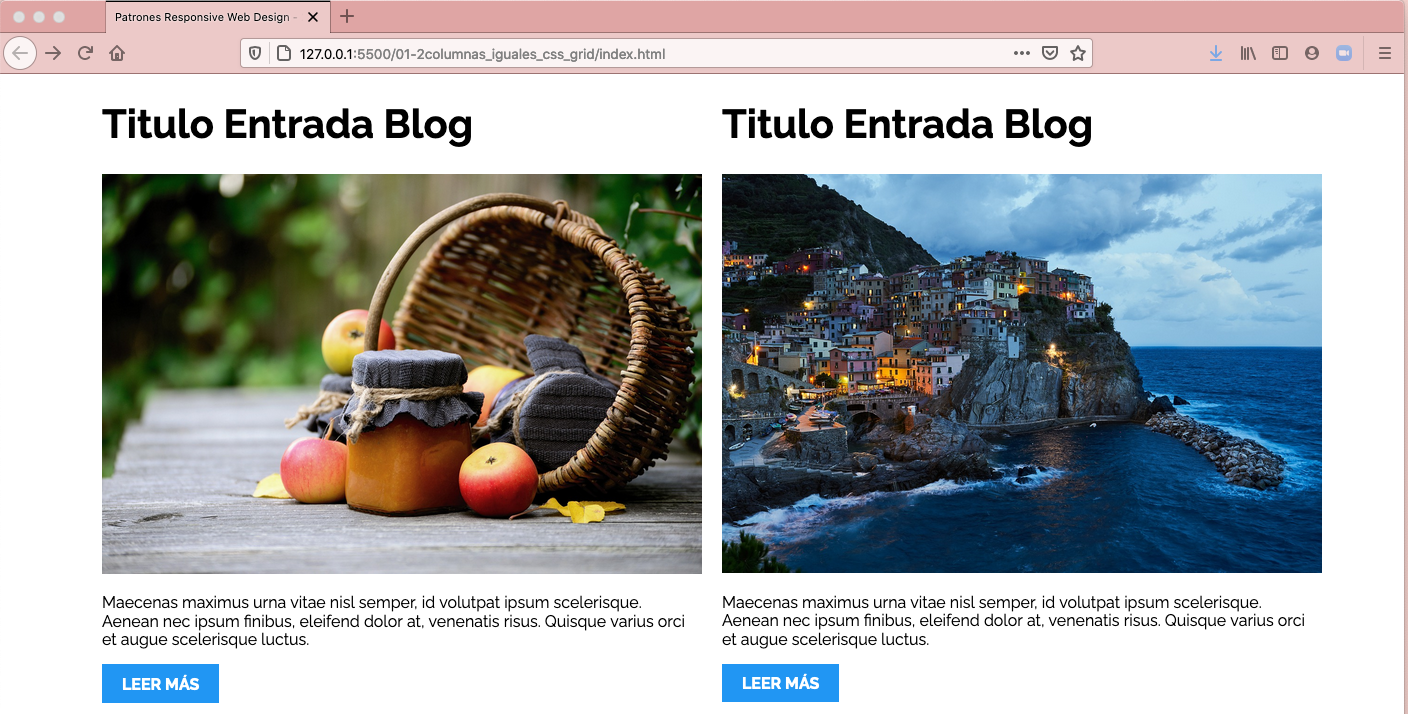 Patrones Responsive Web Design -
127.0.0.1:5500/01-2columnas_iguales_css_grid/index.html
Titulo Entrada Blog
Maecenas maximus urna vitae nisl semper, id volutpat ipsum scelerisque.
Aenean nec ipsum finibus, eleifend dolor at, venenatis risus. Quisque varius orci
et augue scelerisque luctus.
LEER MÁS
Titulo Entrada Blog
Maecenas maximus urna vitae nisl semper, id volutpat ipsum scelerisque.
Aenean nec ipsum finibus, eleifend dolor at, venenatis risus. Quisque varius orci
et augue scelerisque luctus.
LEER MÁS